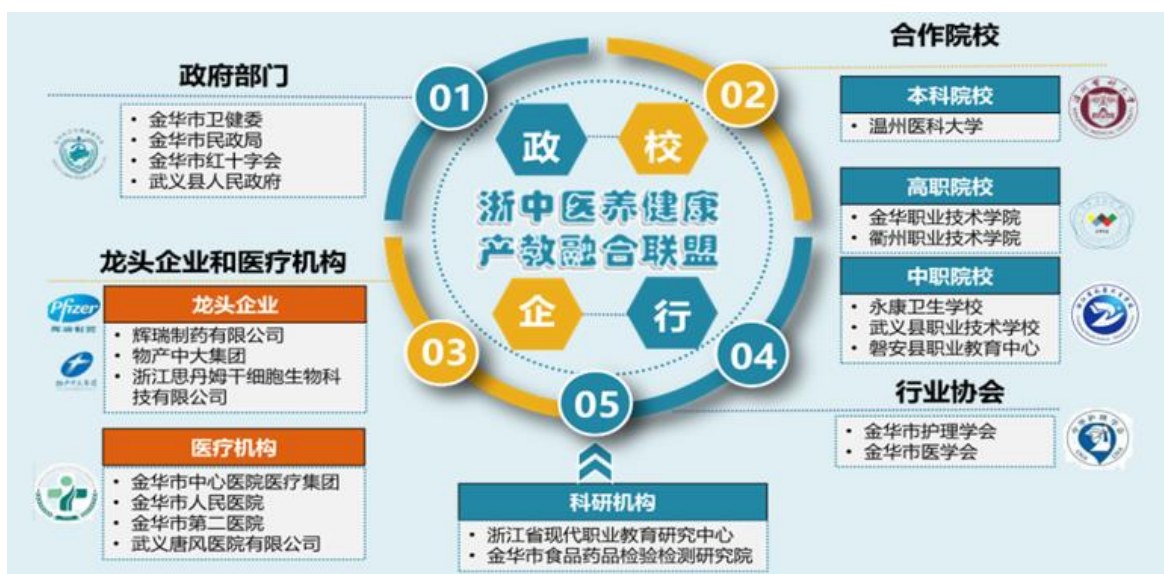 政府部门
01
• 金华市卫健委
• 金华市民政局
• 金华市红十字会
• 武义县人民政府
合作院校
02
本科院校
• 温州医科大学
高职院校
• 金华职业技术学院
• 衢州职业技术学院
中职院校
• 永康卫生学校
• 武义县职业技术学校
• 磐安县职业教育中心
政
校
浙中医养健康
产教融合联盟
企
行
龙头企业和医疗机构
03
Pfizer
龙头企业
• 辉瑞制药有限公司
• 物产中大集团
• 浙江思丹姆干细胞生物科
技有限公司
医疗机构
• 金华市中心医院医疗集团
• 金华市人民医院
• 金华市第二医院
• 武义唐风医院有限公司
04
行业协会
• 金华市护理学会
• 金华市医学会
05
科研机构
• 浙江省现代职业教育研究中心
• 金华市食品药品检验检测研究院